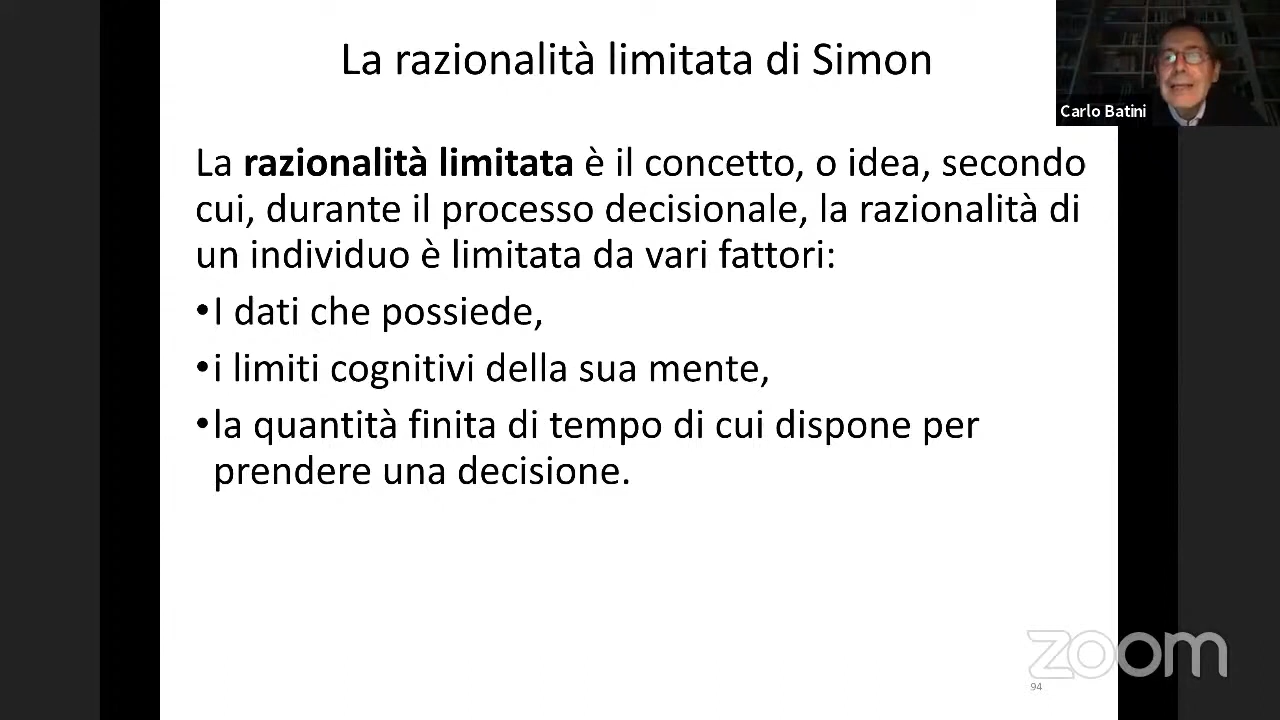 La razionalità limitata di Simon
Carlo Batini
La razionalità limitata è il concetto, o idea, secondo
cui, durante il processo decisionale, la razionalità di
un individuo è limitata da vari fattori:
•I dati che possiede,
•i limiti cognitivi della sua mente,
•la quantità finita di tempo di cui dispone per
prendere una decisione.
zoom
94